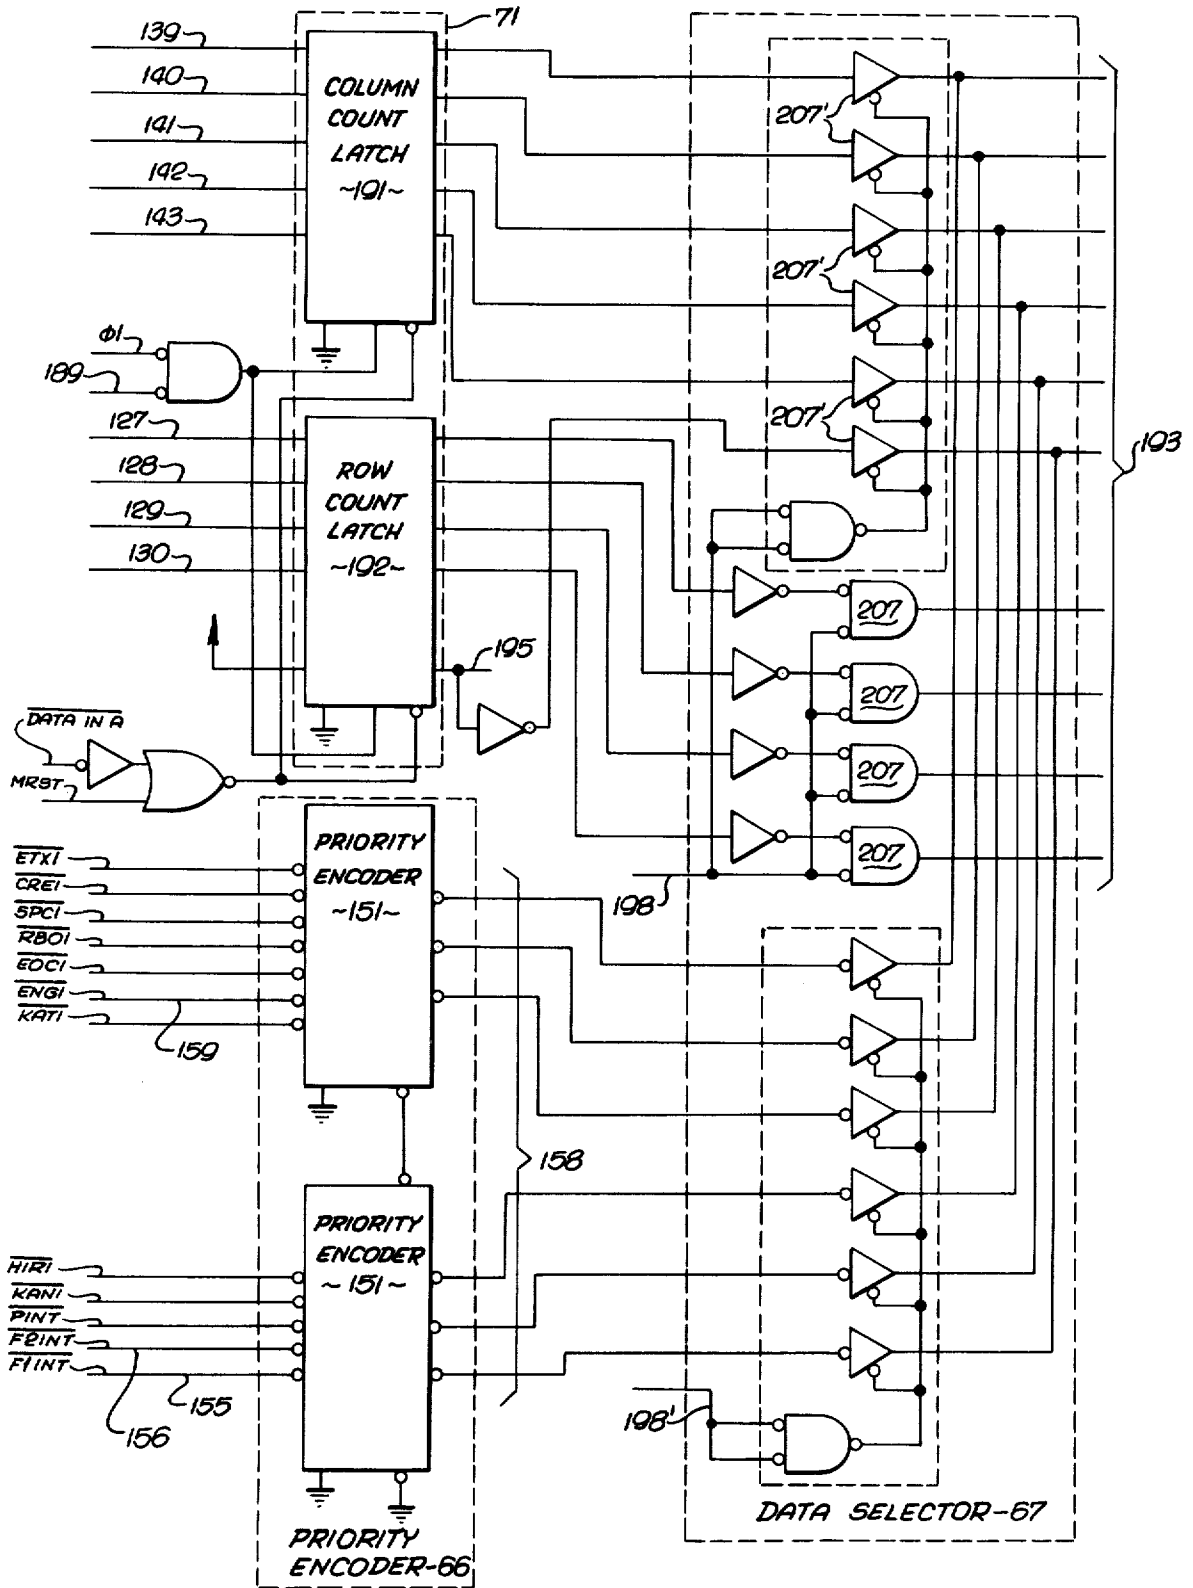 71
139
140
141
142
143
COLUMN
COUNT
LATCH
~191~
207'
207'
207'
193
Φ1
189
127
128
129
130
ROW
COUNT
LATCH
~192~
195
207
207
207
207
198
DATA IN A
MRST
ETXI
CREI
SPCI
RBOI
EOCI
ENGI
KATI
159
PRIORITY
ENCODER
~151~
158
HIRI
KANI
PINT
F2INT
F1INT
155
156
PRIORITY
ENCODER
~151~
198'
PRIORITY
ENCODER-66
DATA SELECTOR-67